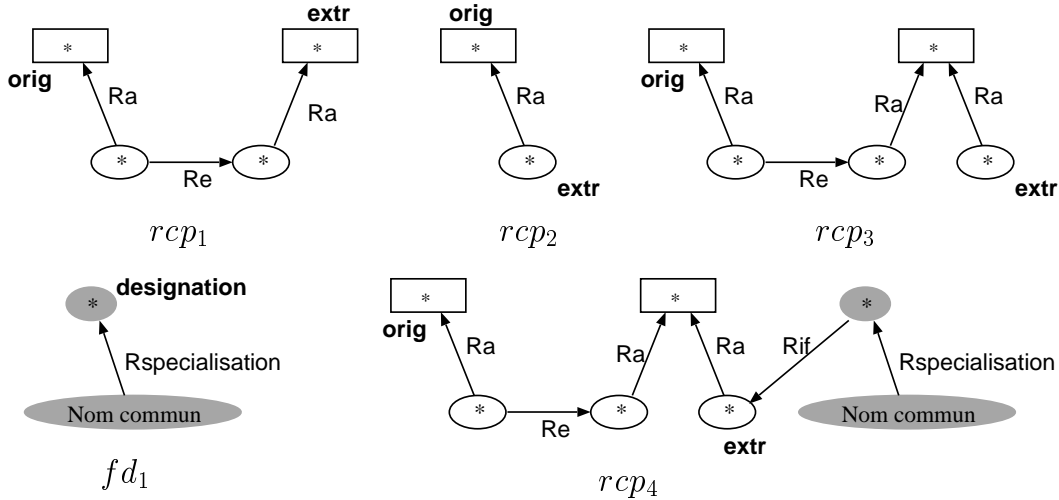 extr
orig
* * * * *
orig
orig
Ra Ra Ra Ra Ra
* * * * * *
Re
extr
Re
extr
rcp1 rcp2 rcp3
* designation
* * *
orig
Rspecialisation
Ra Ra Ra Rif Rspecialisation
Nom commun
* * * Nom commun
Re
extr
fd1 rcp4